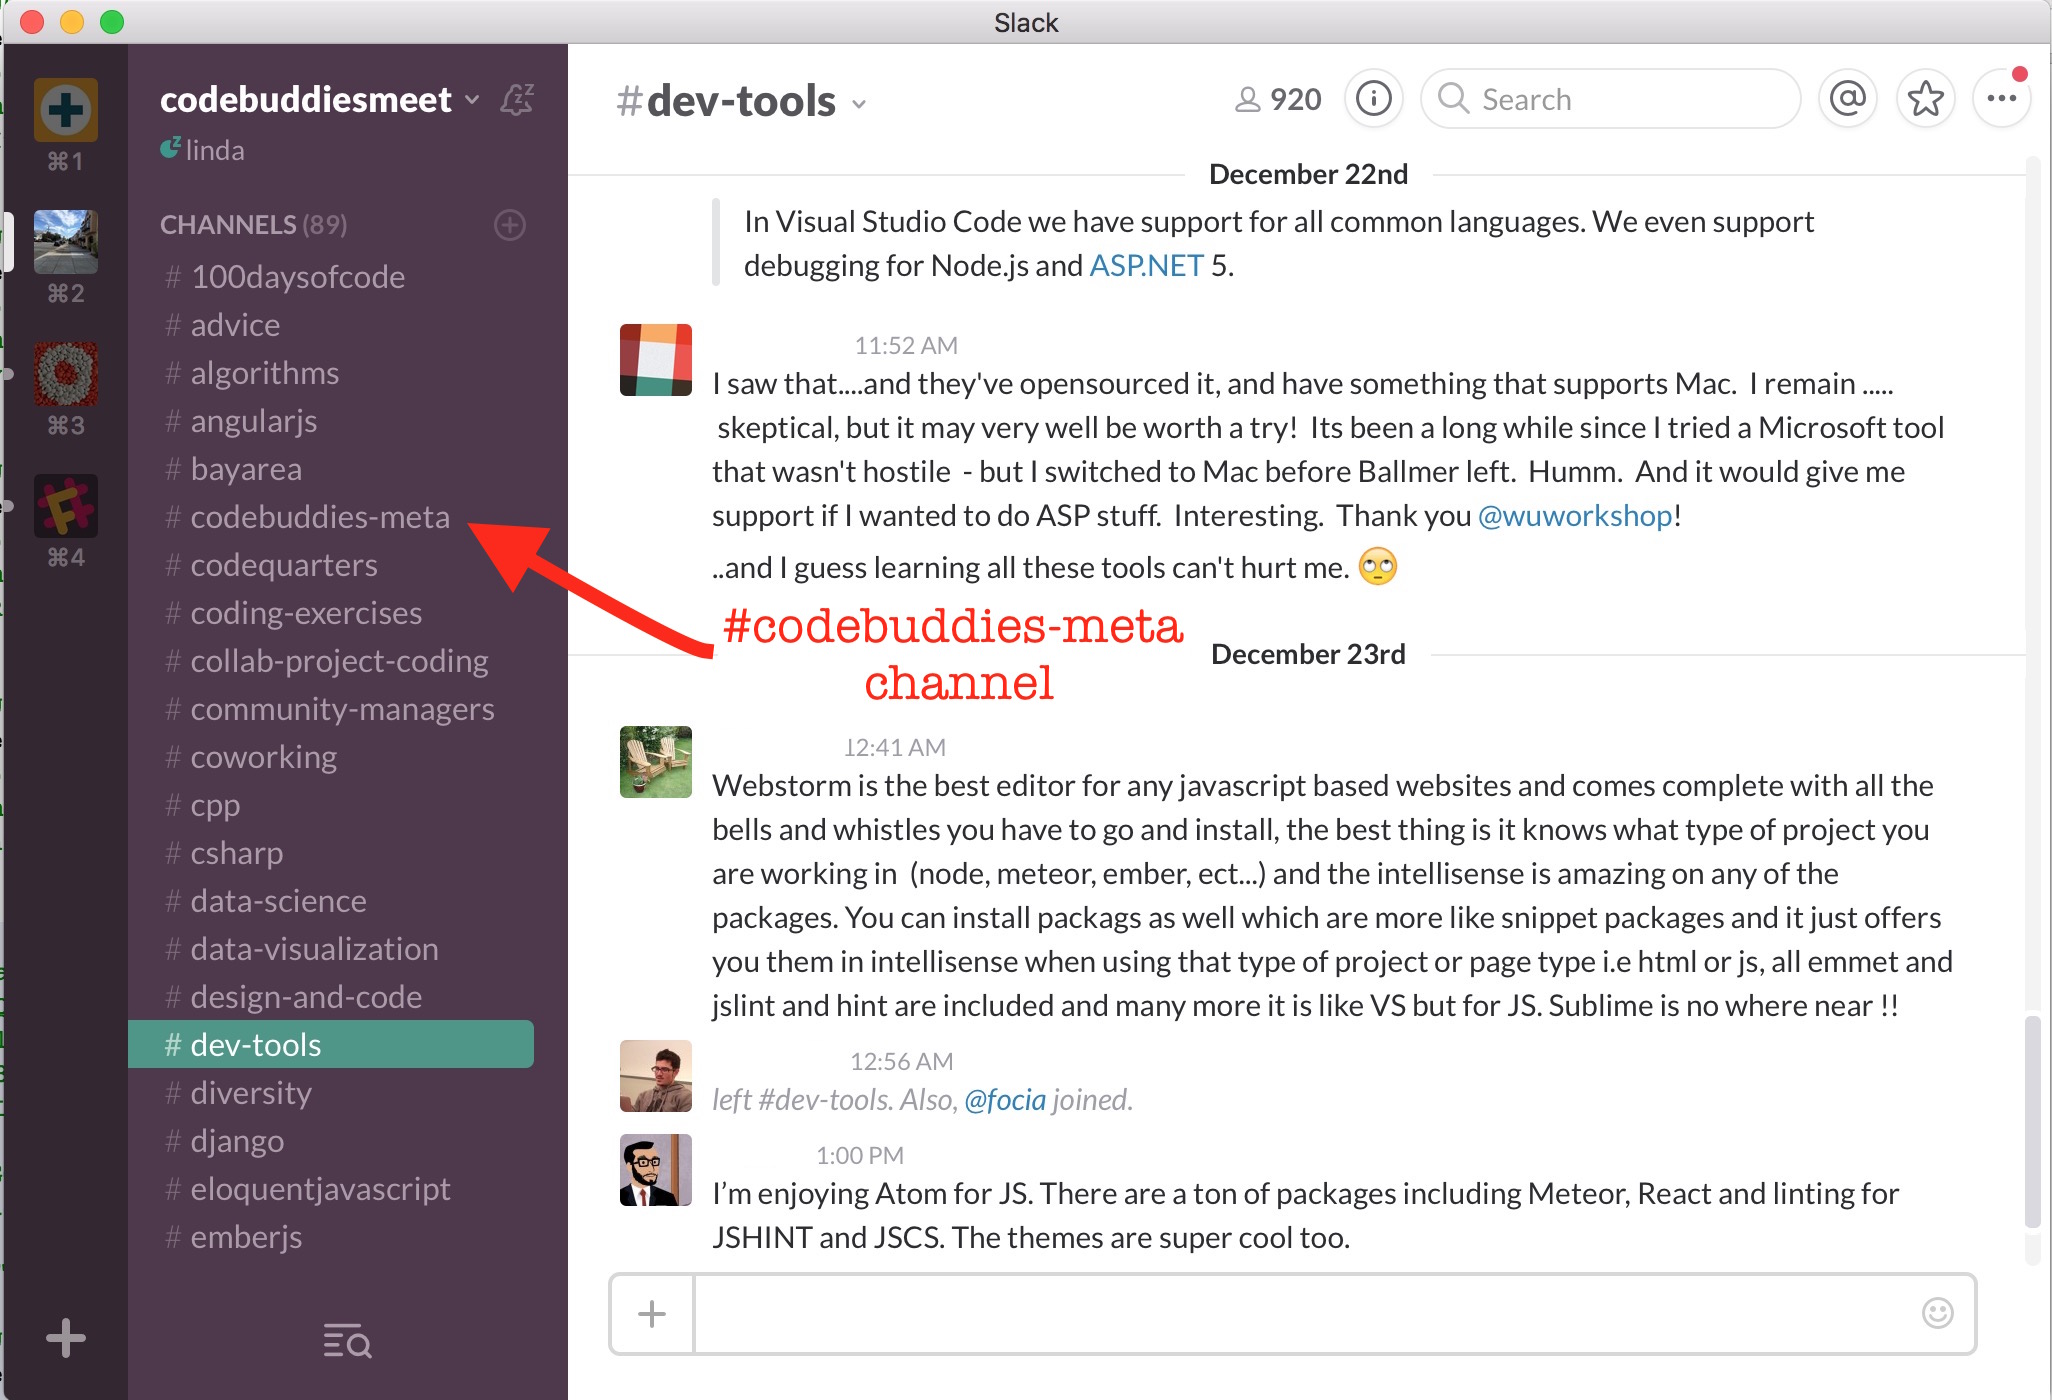 Slack
⌘1
⌘2
⌘3
⌘4
codebuddiesmeet
linda
CHANNELS (89)
# 100daysofcode
# advice
# algorithms
# angularjs
# bayarea
# codebuddies-meta
# codequarters
# coding-exercises
# collab-project-coding
# community-managers
# coworking
# cpp
# csharp
# data-science
# data-visualization
# design-and-code
# dev-tools
# diversity
# django
# eloquentjavascript
# emberjs
#dev-tools
920
Search
December 22nd
In Visual Studio Code we have support for all common languages. We even support
debugging for Node.js and ASP.NET 5.
11:52 AM
I saw that....and they've opensourced it, and have something that supports Mac.  I remain .....
skeptical, but it may very well be worth a try!  Its been a long while since I tried a Microsoft tool
that wasn't hostile  - but I switched to Mac before Ballmer left.  Humm.  And it would give me
support if I wanted to do ASP stuff.  Interesting.  Thank you @wuworkshop!
..and I guess learning all these tools can't hurt me. 🙄
#codebuddies-meta
channel
December 23rd
12:41 AM
Webstorm is the best editor for any javascript based websites and comes complete with all the
bells and whistles you have to go and install, the best thing is it knows what type of project you
are working in  (node, meteor, ember, ect...) and the intellisense is amazing on any of the
packages. You can install packags as well which are more like snippet packages and it just offers
you them in intellisense when using that type of project or page type i.e html or js, all emmet and
jslint and hint are included and many more it is like VS but for JS. Sublime is no where near !!
12:56 AM
left #dev-tools. Also, @focia joined.
1:00 PM
I’m enjoying Atom for JS. There are a ton of packages including Meteor, React and linting for
JSHINT and JSCS. The themes are super cool too.